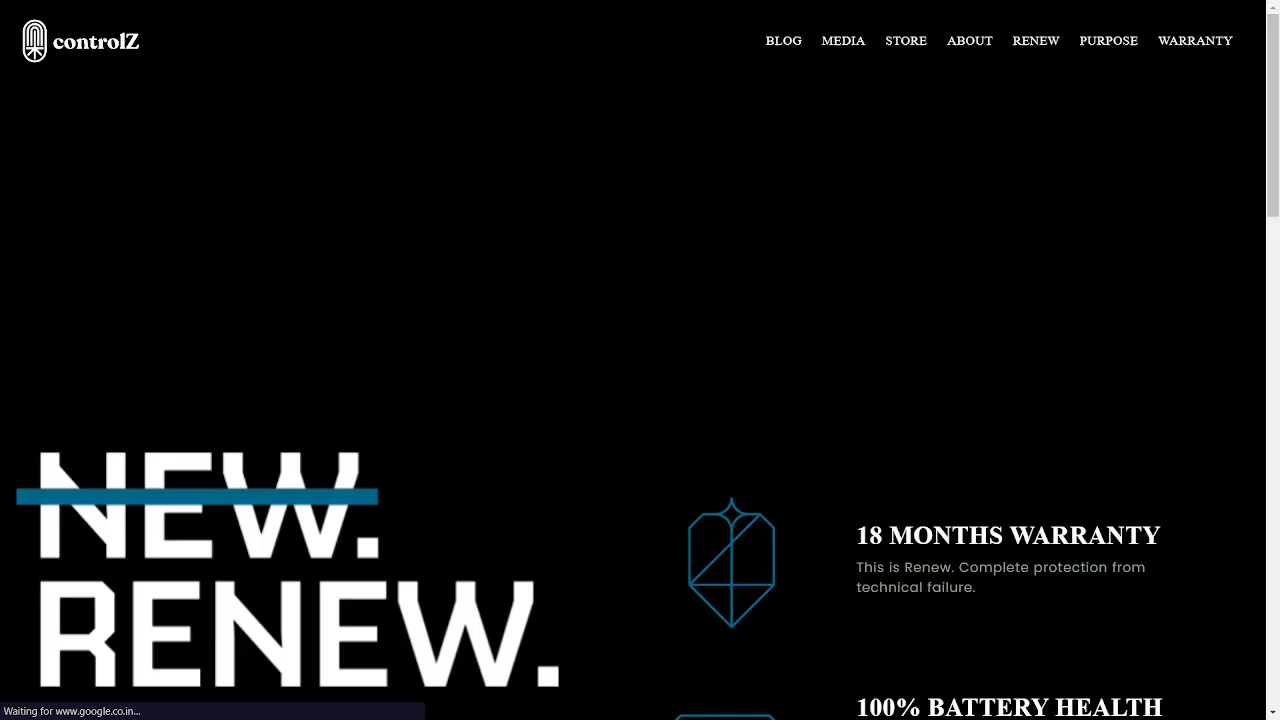 controlZ
BLOG MEDIA STORE ABOUT RENEW PURPOSE WARRANTY
NEW.
RENEW.
18 MONTHS WARRANTY
This is Renew. Complete protection from
technical failure.
100% BATTERY HEALTH
Waiting for www.google.co.in...